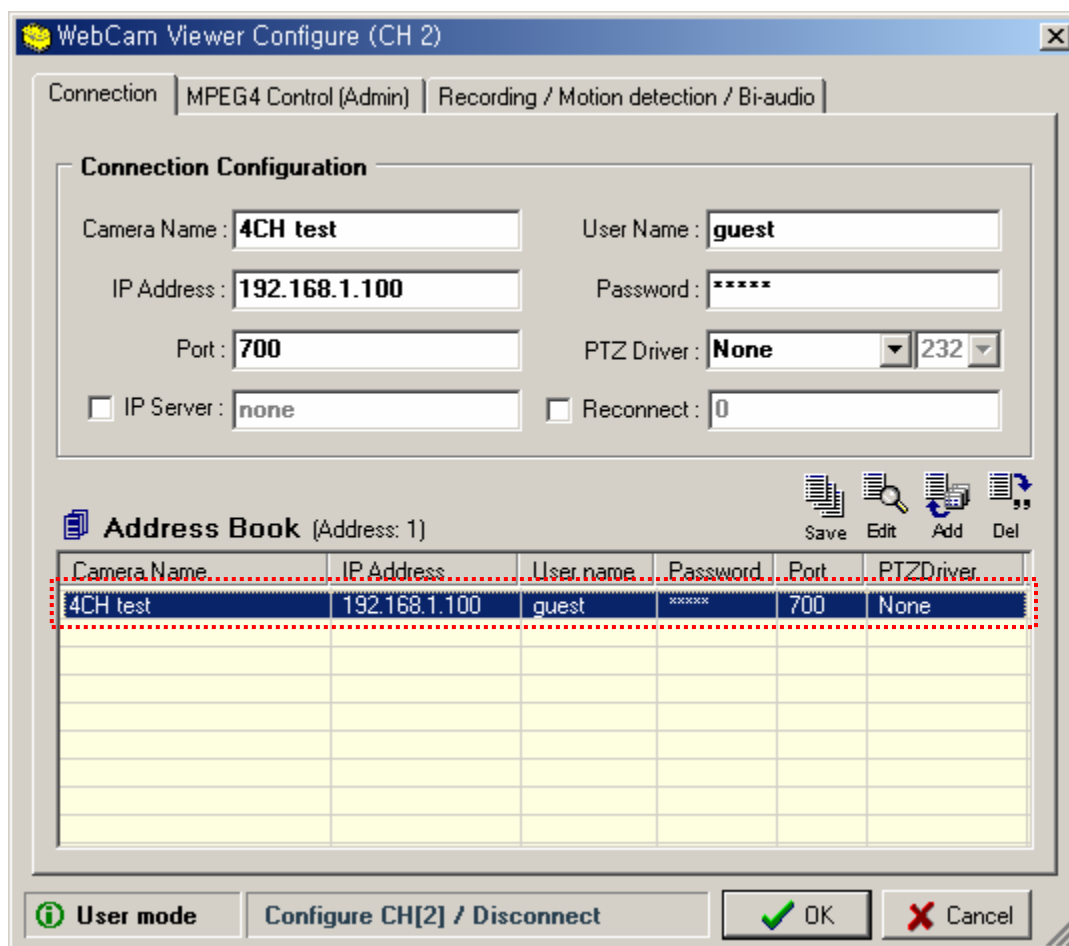 WebCam Viewer Configure (CH 2)
Connection MPEG4 Control (Admin) Recording / Motion detection / Bi-audio
Connection Configuration
Camera Name : 4CH test User Name : guest
IP Address : 192.168.1.100 Password : *****
Port : 700 PTZ Driver : None 232
IP Server : none Reconnect : 0
Save Edit Add Del
Address Book (Address: 1)
Camera Name IP Address User name Password Port PTZDriver
4CH test 192.168.1.100 guest ***** 700 None
User mode Configure CH[2] / Disconnect OK Cancel